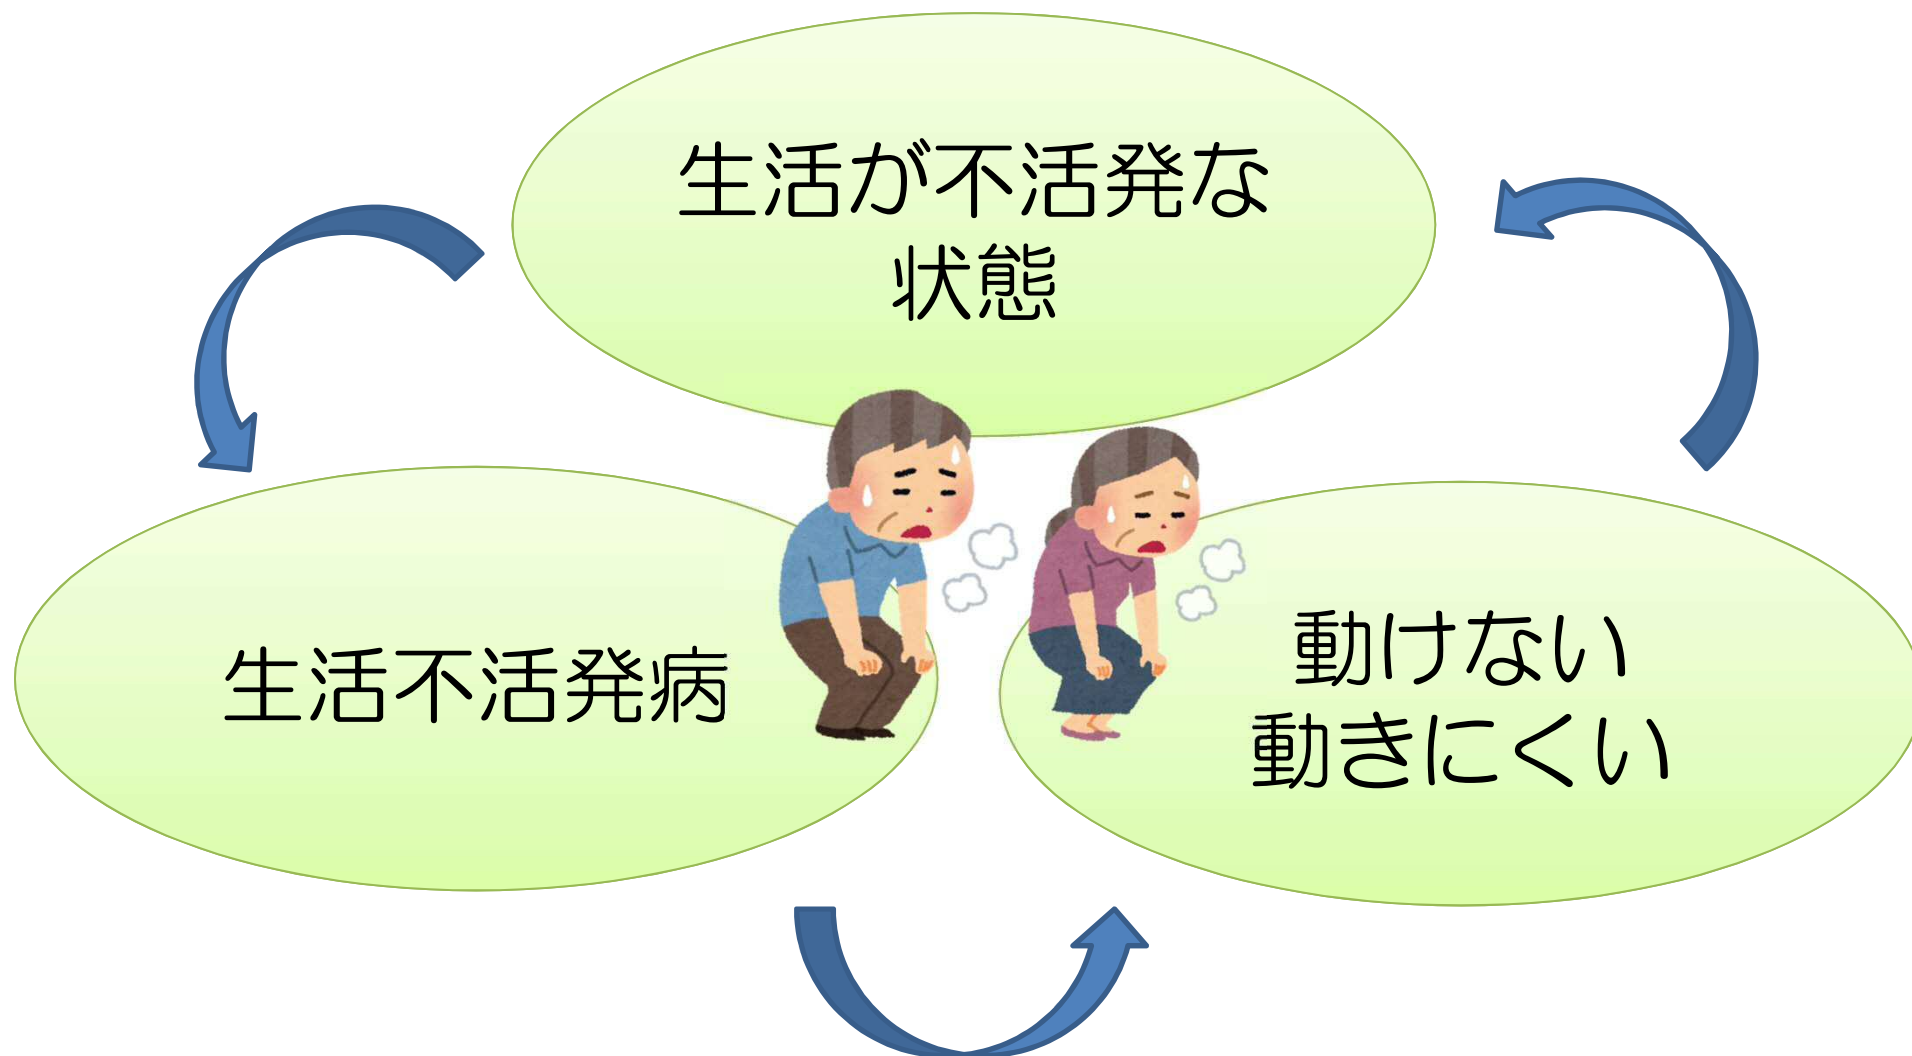 生活が不活発な
状態
生活不活発病
動けない
動きにくい